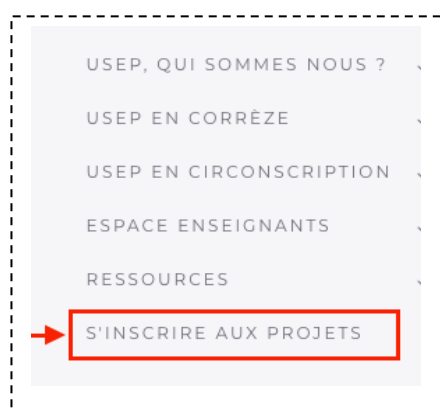 USEP, QUI SOMMES NOUS ?
USEP EN CORRÈZE
USEP EN CIRCONSCRIPTION
ESPACE ENSEIGNANTS
RESSOURCES
S'INSCRIRE AUX PROJETS